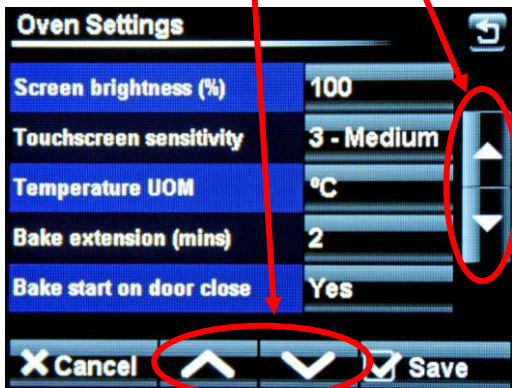 Oven Settings
Screen brightness (%) 100
Touchscreen sensitivity 3 - Medium
Temperature UOM ºC
Bake extension (mins) 2
Bake start on door close Yes
Cancel Save